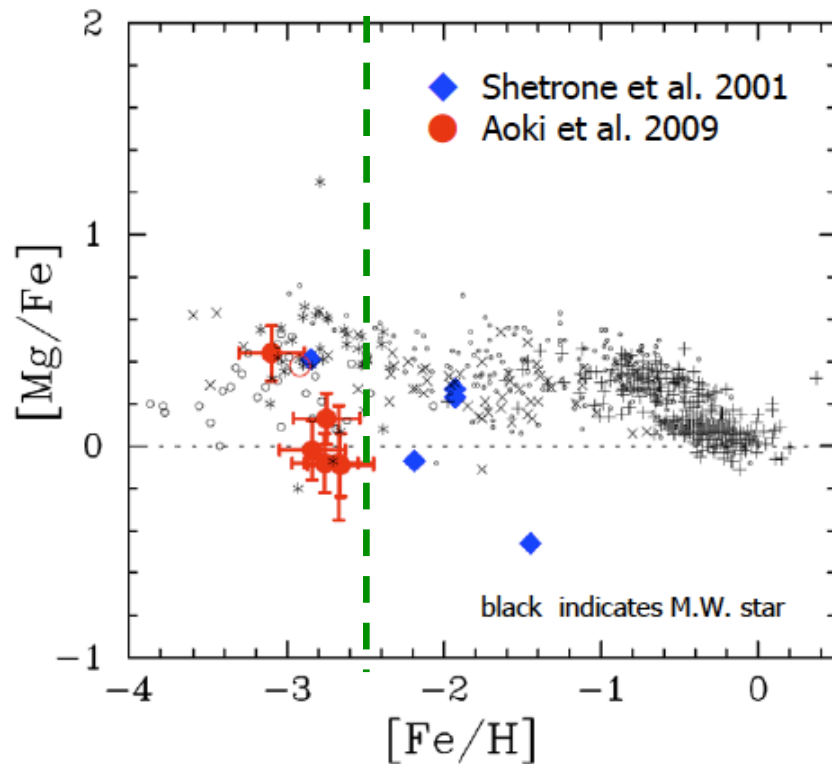 2
Shetrone et al. 2001
Aoki et al. 2009
1
[Mg/Fe]
0
black indicates M.W. star
−1
−4 −3 −2 −1 0
[Fe/H]